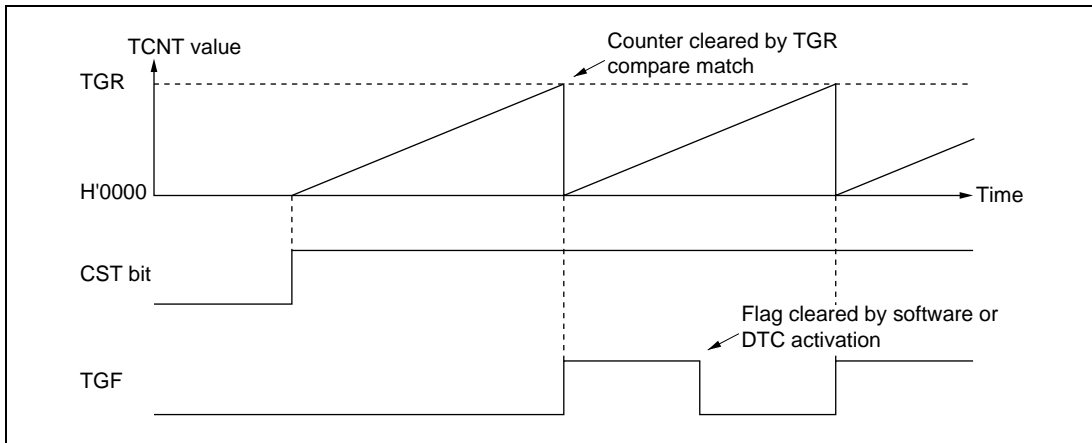 TCNT value
Counter cleared by TGR
compare match
TGR
H'0000
Time
CST bit
Flag cleared by software or
DTC activation
TGF